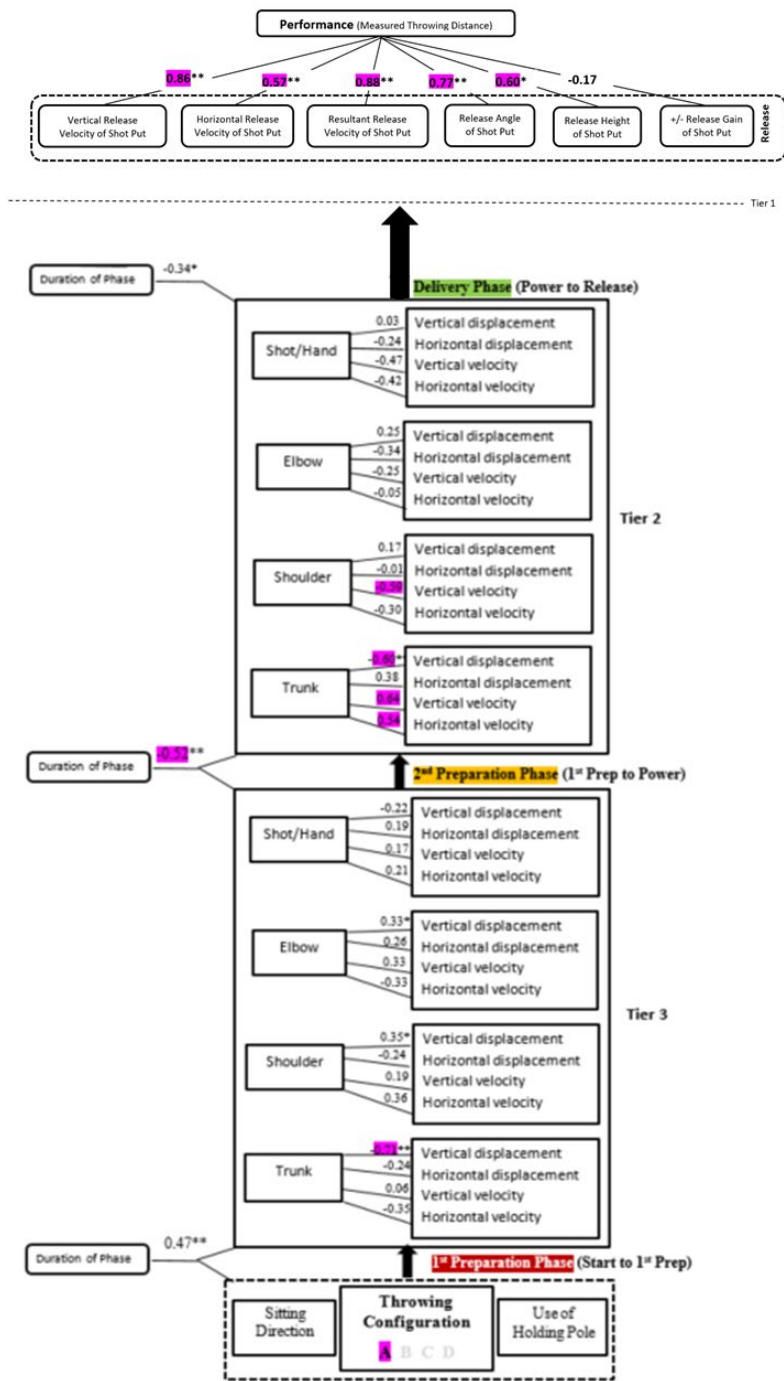 Performance (Measured Throwing Distance)
0.86** 0.57** 0.88** 0.77** 0.60* -0.17
Vertical Release Velocity of Shot Put
Horizontal Release Velocity of Shot Put
Resultant Release Velocity of Shot Put
Release Angle of Shot Put
Release Height of Shot Put
+/- Release Gain of Shot Put
Release
Tier 1
Duration of Phase -0.34*
Delivery Phase (Power to Release)
Shot/Hand
0.03 Vertical displacement
-0.24 Horizontal displacement
-0.47 Vertical velocity
-0.42 Horizontal velocity
Elbow
0.25 Vertical displacement
-0.34 Horizontal displacement
-0.25 Vertical velocity
-0.05 Horizontal velocity
Tier 2
Shoulder
0.17 Vertical displacement
-0.01 Horizontal displacement
-0.59 Vertical velocity
-0.30 Horizontal velocity
Trunk
-0.60** Vertical displacement
0.38 Horizontal displacement
0.64 Vertical velocity
0.54 Horizontal velocity
Duration of Phase -0.52**
2nd Preparation Phase (1st Prep to Power)
Shot/Hand
-0.22 Vertical displacement
0.19 Horizontal displacement
0.17 Vertical velocity
0.21 Horizontal velocity
Elbow
0.33* Vertical displacement
0.26 Horizontal displacement
0.33 Vertical velocity
-0.33 Horizontal velocity
Tier 3
Shoulder
0.35* Vertical displacement
-0.24 Horizontal displacement
0.19 Vertical velocity
0.36 Horizontal velocity
Trunk
-0.71** Vertical displacement
-0.24 Horizontal displacement
0.06 Vertical velocity
-0.35 Horizontal velocity
Duration of Phase 0.47**
1st Preparation Phase (Start to 1st Prep)
Sitting Direction
Throwing Configuration
A B C D
Use of Holding Pole